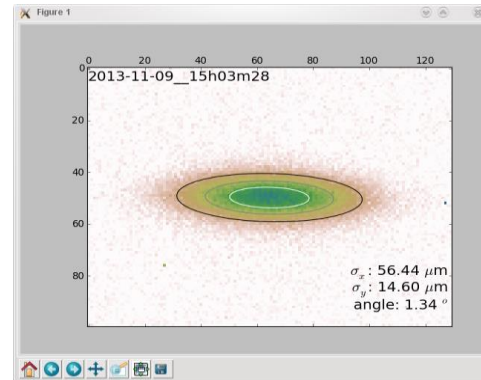 Figure 1
0 20 40 60 80 100 120
0
2013-11-09__15h03m28
20
40
60
80
σx: 56.44 μm
σy: 14.60 μm
angle: 1.34 °